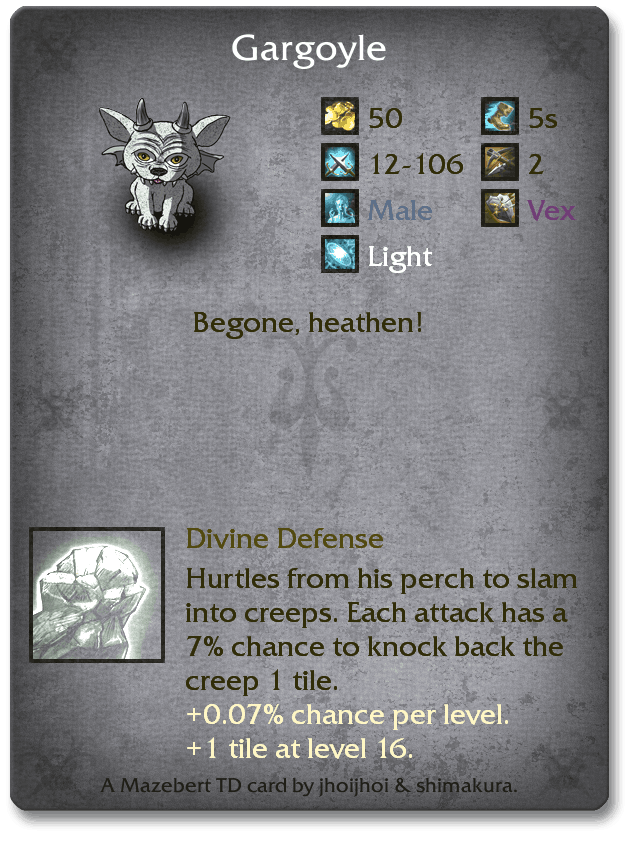 Gargoyle
50 5s
12-106 2
Male Vex
Light
Begone, heathen!
Divine Defense
Hurtles from his perch to slam
into creeps. Each attack has a
7% chance to knock back the
creep 1 tile.
+0.07% chance per level.
+1 tile at level 16.
A Mazebert TD card by jhoijhoi & shimakura.